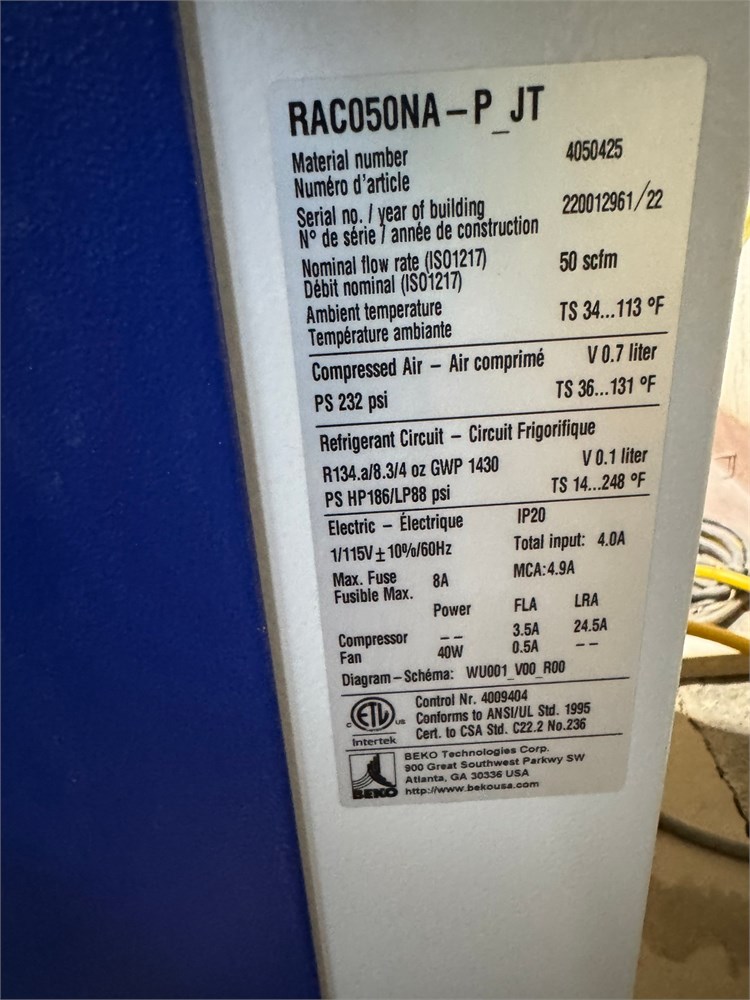 RAC050NA-P_JT
Material number 4050425
Numéro d'article
Serial no. / year of building 220012961/22
N° de série / année de construction
Nominal flow rate (ISO1217) 50 scfm
Débit nominal (ISO1217)
Ambient temperature TS 34...113 ºF
Température ambiante
Compressed Air - Air comprimé V 0.7 liter
PS 232 psi TS 36...131 ºF
Refrigerant Circuit - Circuit Frigorifique
R134.a/8.3/4 oz GWP 1430 V 0.1 liter
PS HP186/LP88 psi TS 14...248 ºF
Electric - Électrique IP20
1/115V±10%/60Hz Total input: 4.0A
Max. Fuse 8A MCA:4.9A
Fusible Max.
Power FLA LRA
Compressor -- 3.5A 24.5A
Fan 40W 0.5A --
Diagram-Schéma: WU001_V00_R00
Control Nr. 4009404
C ETL US Conforms to ANSI/UL Std. 1995
Intertek Cert. to CSA Std. C22.2 No.236
BEKO Technologies Corp.
900 Great Southwest Parkway SW
Atlanta, GA 30336 USA
BEKO http://www.bekousa.com